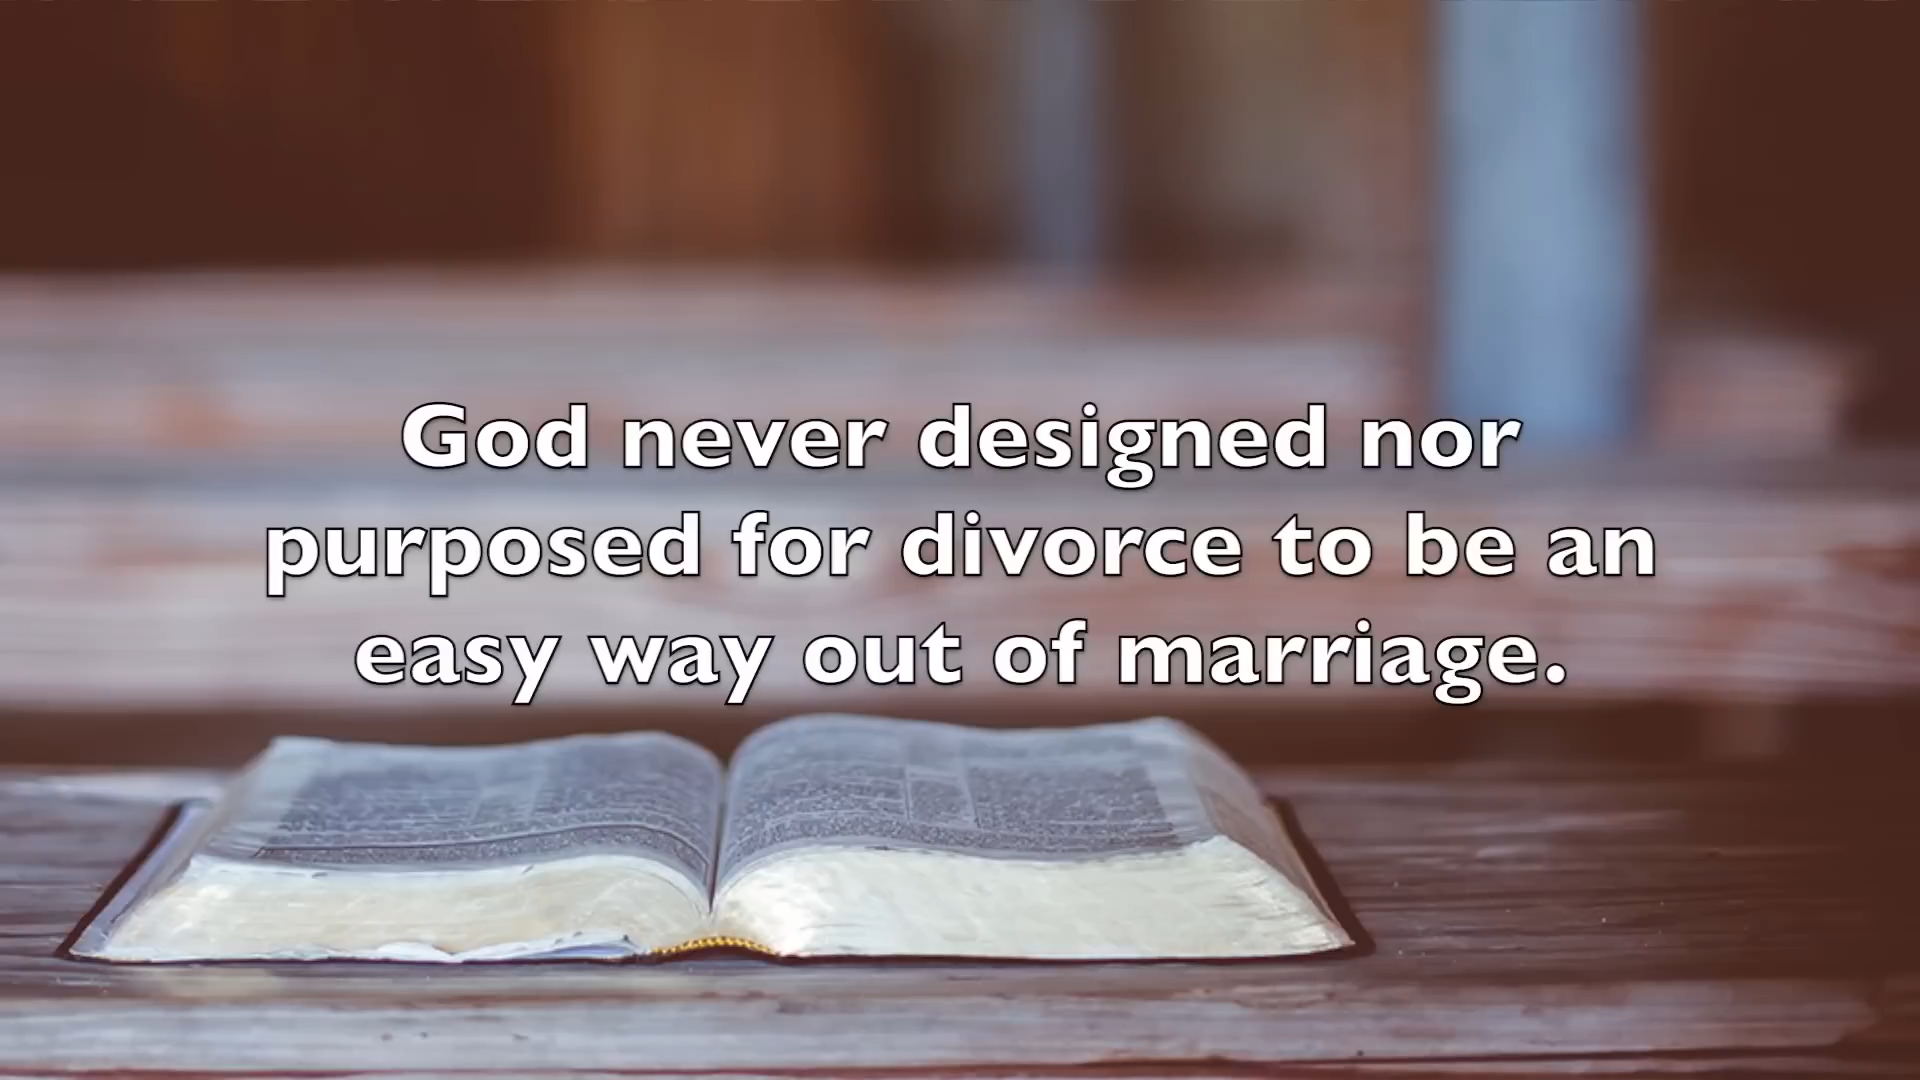 God never designed nor
purposed for divorce to be an
easy way out of marriage.